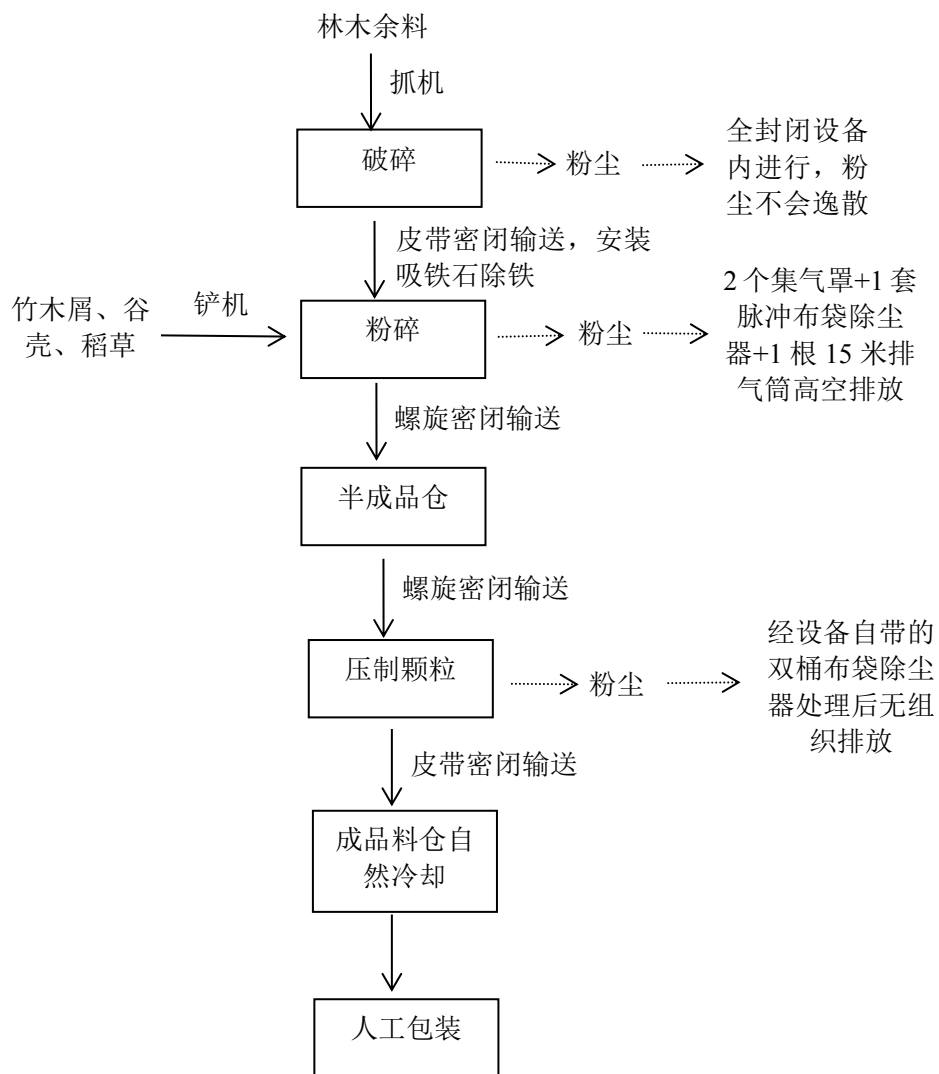 林木余料
抓机
破碎
粉尘
全封闭设备
内进行，粉
尘不会逸散
皮带密闭输送，安装
吸铁石除铁
竹木屑、谷
壳、稻草
铲机
粉碎
粉尘
2 个集气罩+1 套
脉冲布袋除尘
器+1 根 15 米排
气筒高空排放
螺旋密闭输送
半成品仓
螺旋密闭输送
压制颗粒
粉尘
经设备自带的
双桶布袋除尘
器处理后无组
织排放
皮带密闭输送
成品料仓自
然冷却
人工包装